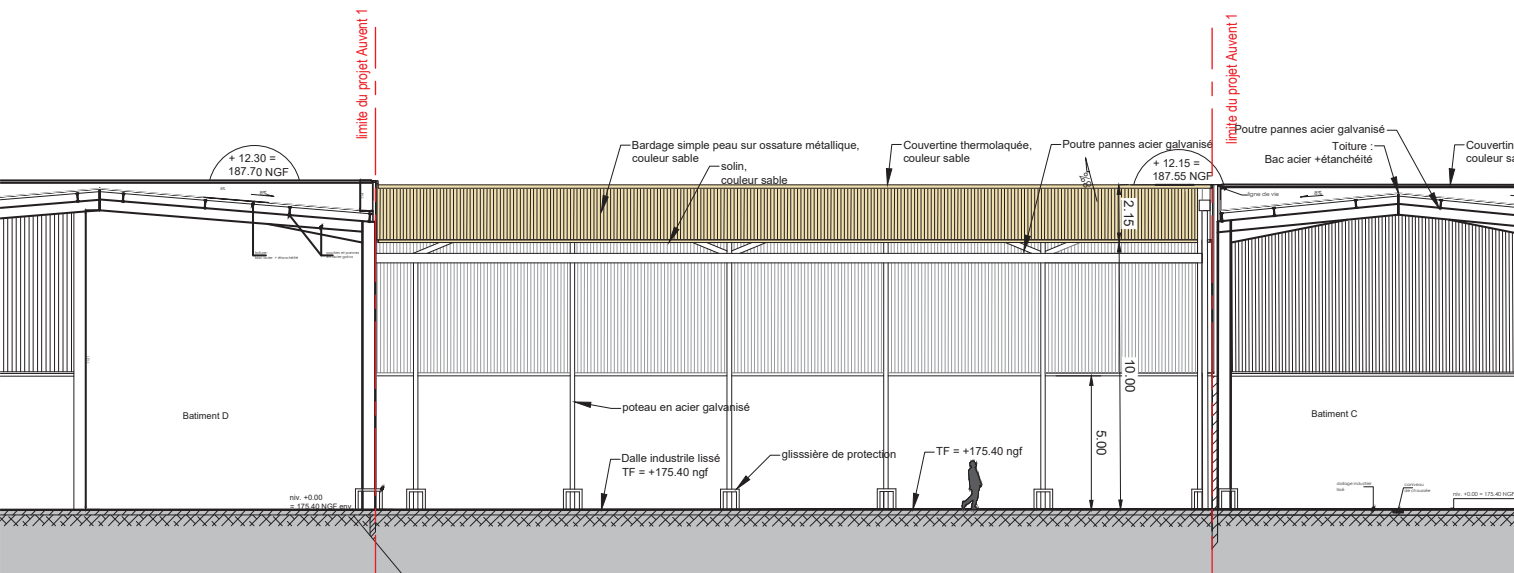 limite du projet Auvent 1
limite du projet Auvent 1
+ 12.30 =
187.70 NGF
Bardage simple peau sur ossature métallique,
couleur sable
solin,
couleur sable
Couvertine thermolaquée,
couleur sable
Poutre pannes acier galvanisé
+ 12.15 =
187.55 NGF
Poutre pannes acier galvanisé
Toiture :
Bac acier +étanchéité
Couvertin
couleur sa
ligne de vie
2.15
10.00
5.00
Batiment D
Batiment C
poteau en acier galvanisé
Dalle industrile lissé
TF = +175.40 ngf
glisssière de protection
TF = +175.40 ngf
niv. +0.00
= 175.40 NGF env
niv. +0.00 = 175.40 NGF